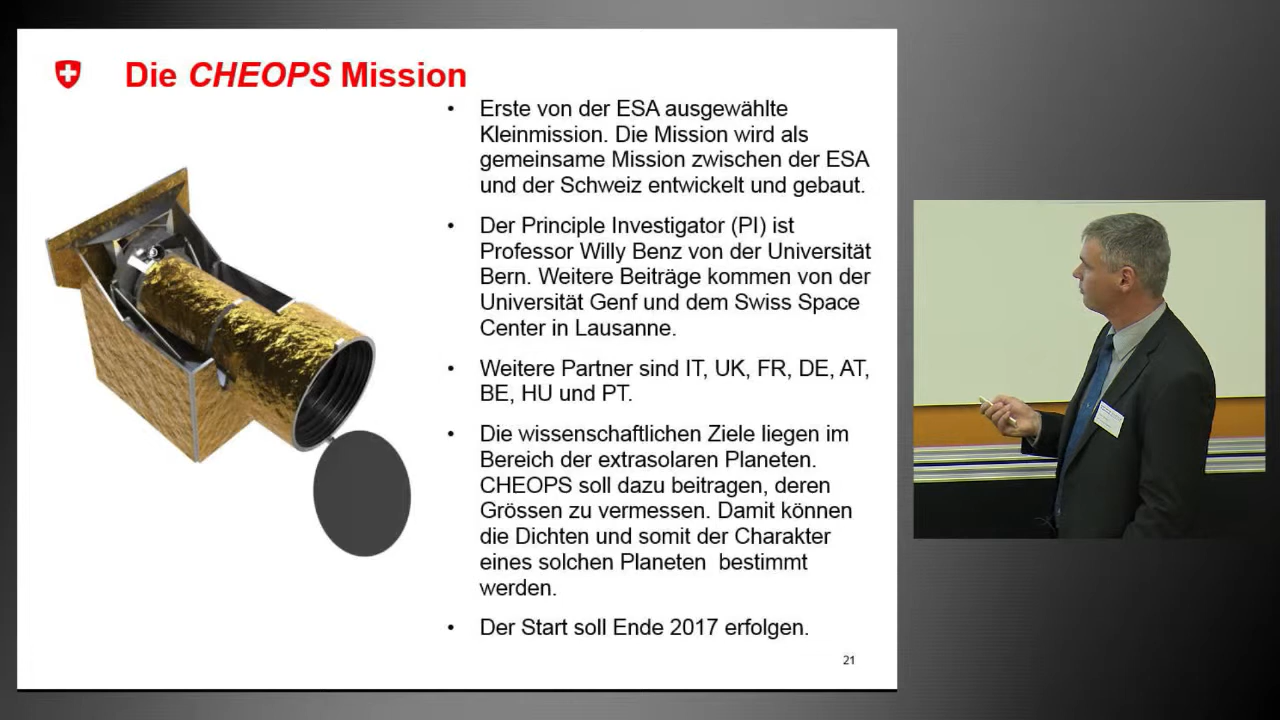 Die CHEOPS Mission
• Erste von der ESA ausgewählte
Kleinmission. Die Mission wird als
gemeinsame Mission zwischen der ESA
und der Schweiz entwickelt und gebaut.
• Der Principle Investigator (PI) ist
Professor Willy Benz von der Universität
Bern. Weitere Beiträge kommen von der
Universität Genf und dem Swiss Space
Center in Lausanne.
• Weitere Partner sind IT, UK, FR, DE, AT,
BE, HU und PT.
• Die wissenschaftlichen Ziele liegen im
Bereich der extrasolaren Planeten.
CHEOPS soll dazu beitragen, deren
Grössen zu vermessen. Damit können
die Dichten und somit der Charakter
eines solchen Planeten bestimmt
werden.
• Der Start soll Ende 2017 erfolgen.
21